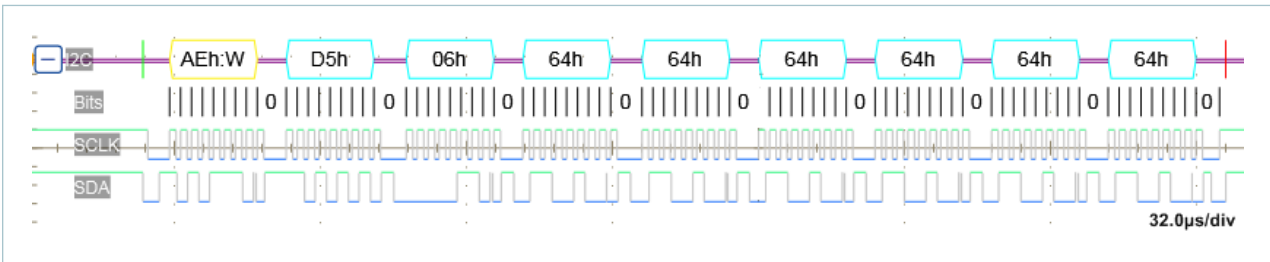 I2C AEh:W D5h 06h 64h 64h 64h 64h 64h 64h
Bits 0 0 0 0 0 0 0 0 0
SCLK
SDA
32.0µs/div